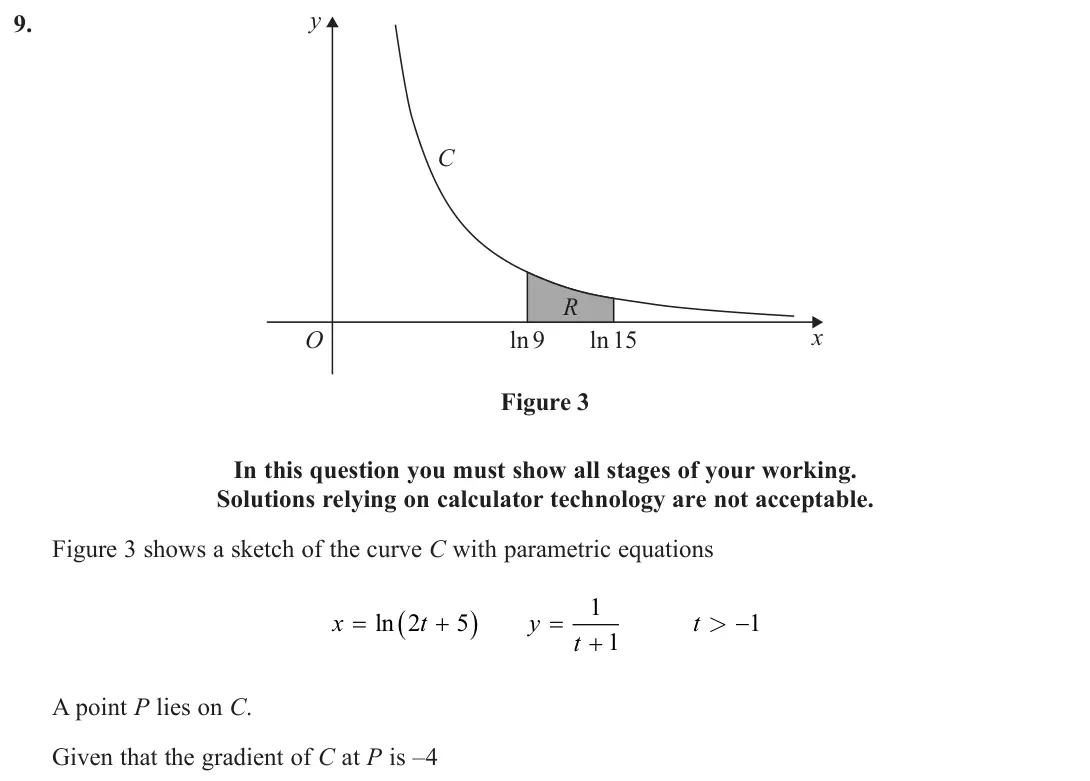 9.
y
C
R
O
ln 9
ln 15
x
Figure 3
In this question you must show all stages of your working.
Solutions relying on calculator technology are not acceptable.
Figure 3 shows a sketch of the curve C with parametric equations
x = ln(2t + 5)    y = 1/(t + 1)    t > –1
A point P lies on C.
Given that the gradient of C at P is –4